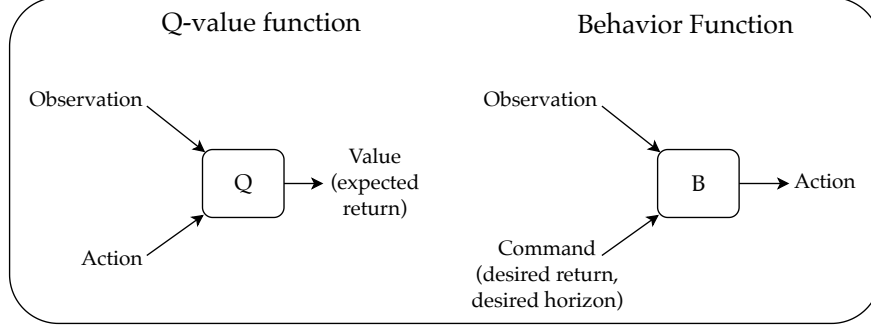 Q-value function
Observation
Action
Q
Value
(expected
return)
Behavior Function
Observation
Command
(desired return,
desired horizon)
B
Action